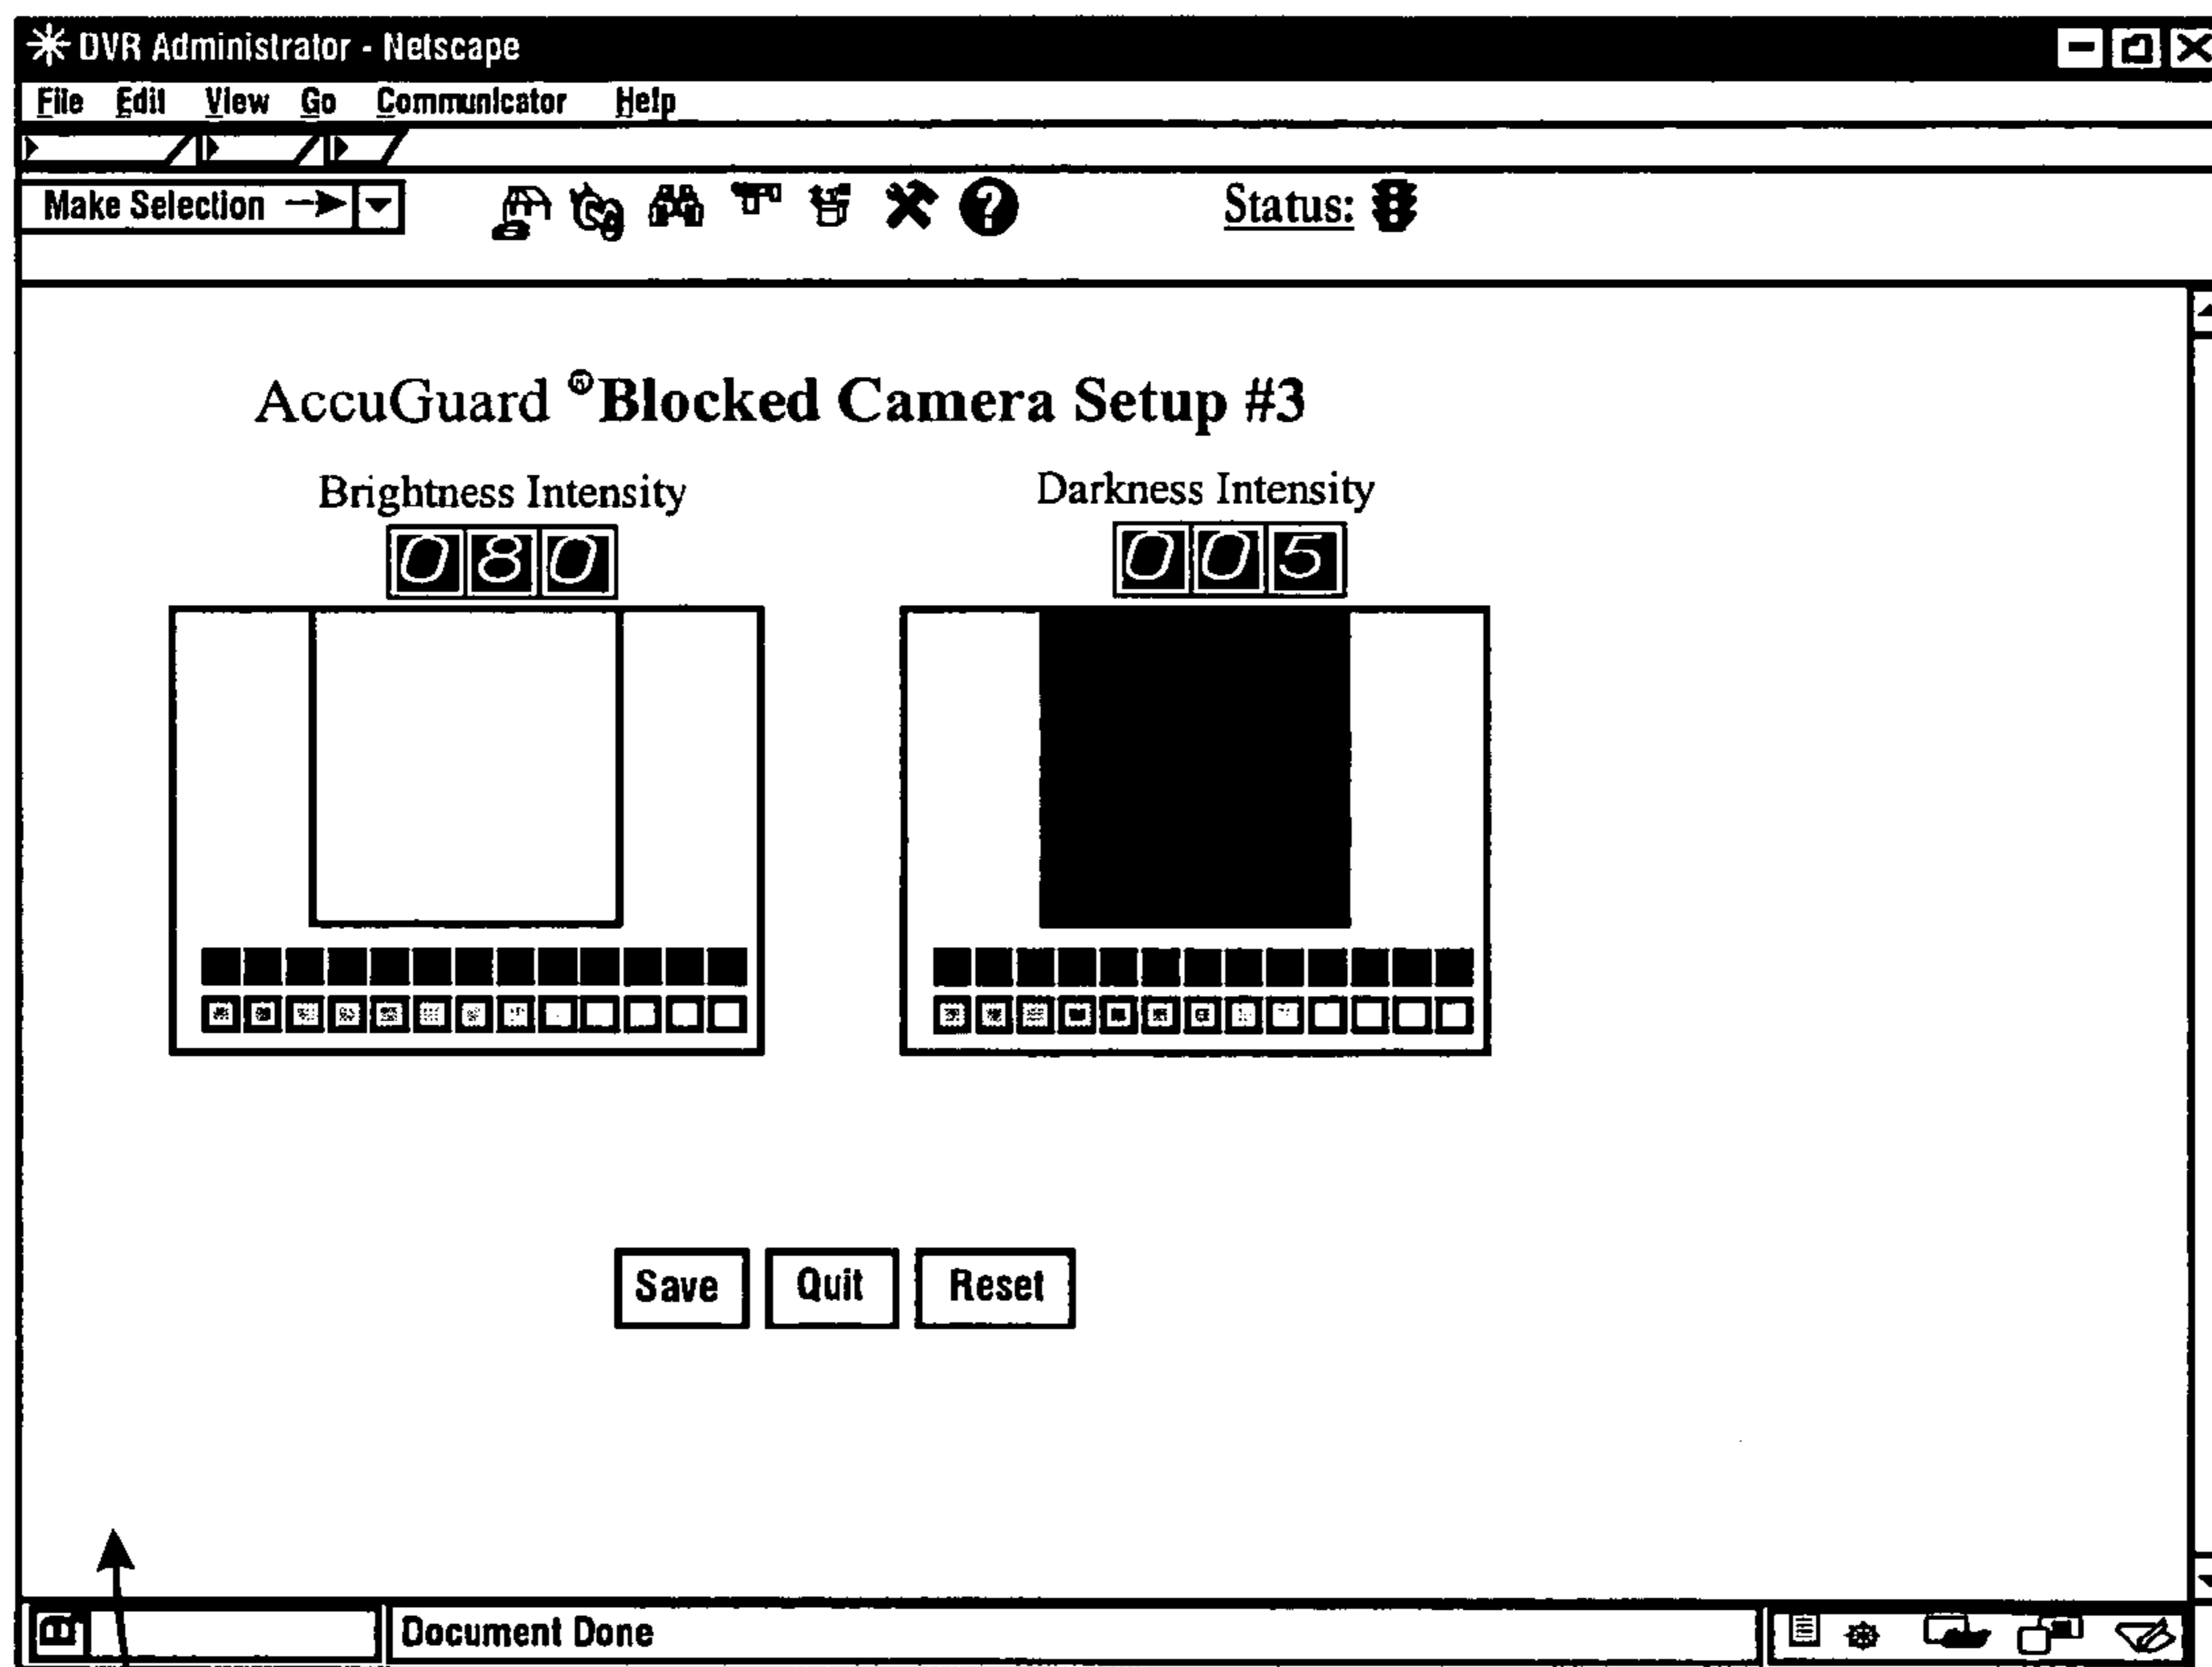 DVR Administrator - Netscape
File Edit View Go Communicator Help
Make Selection
Status:
AccuGuard ® Blocked Camera Setup #3
Brightness Intensity Darkness Intensity
080 005
Save Quit Reset
Document Done